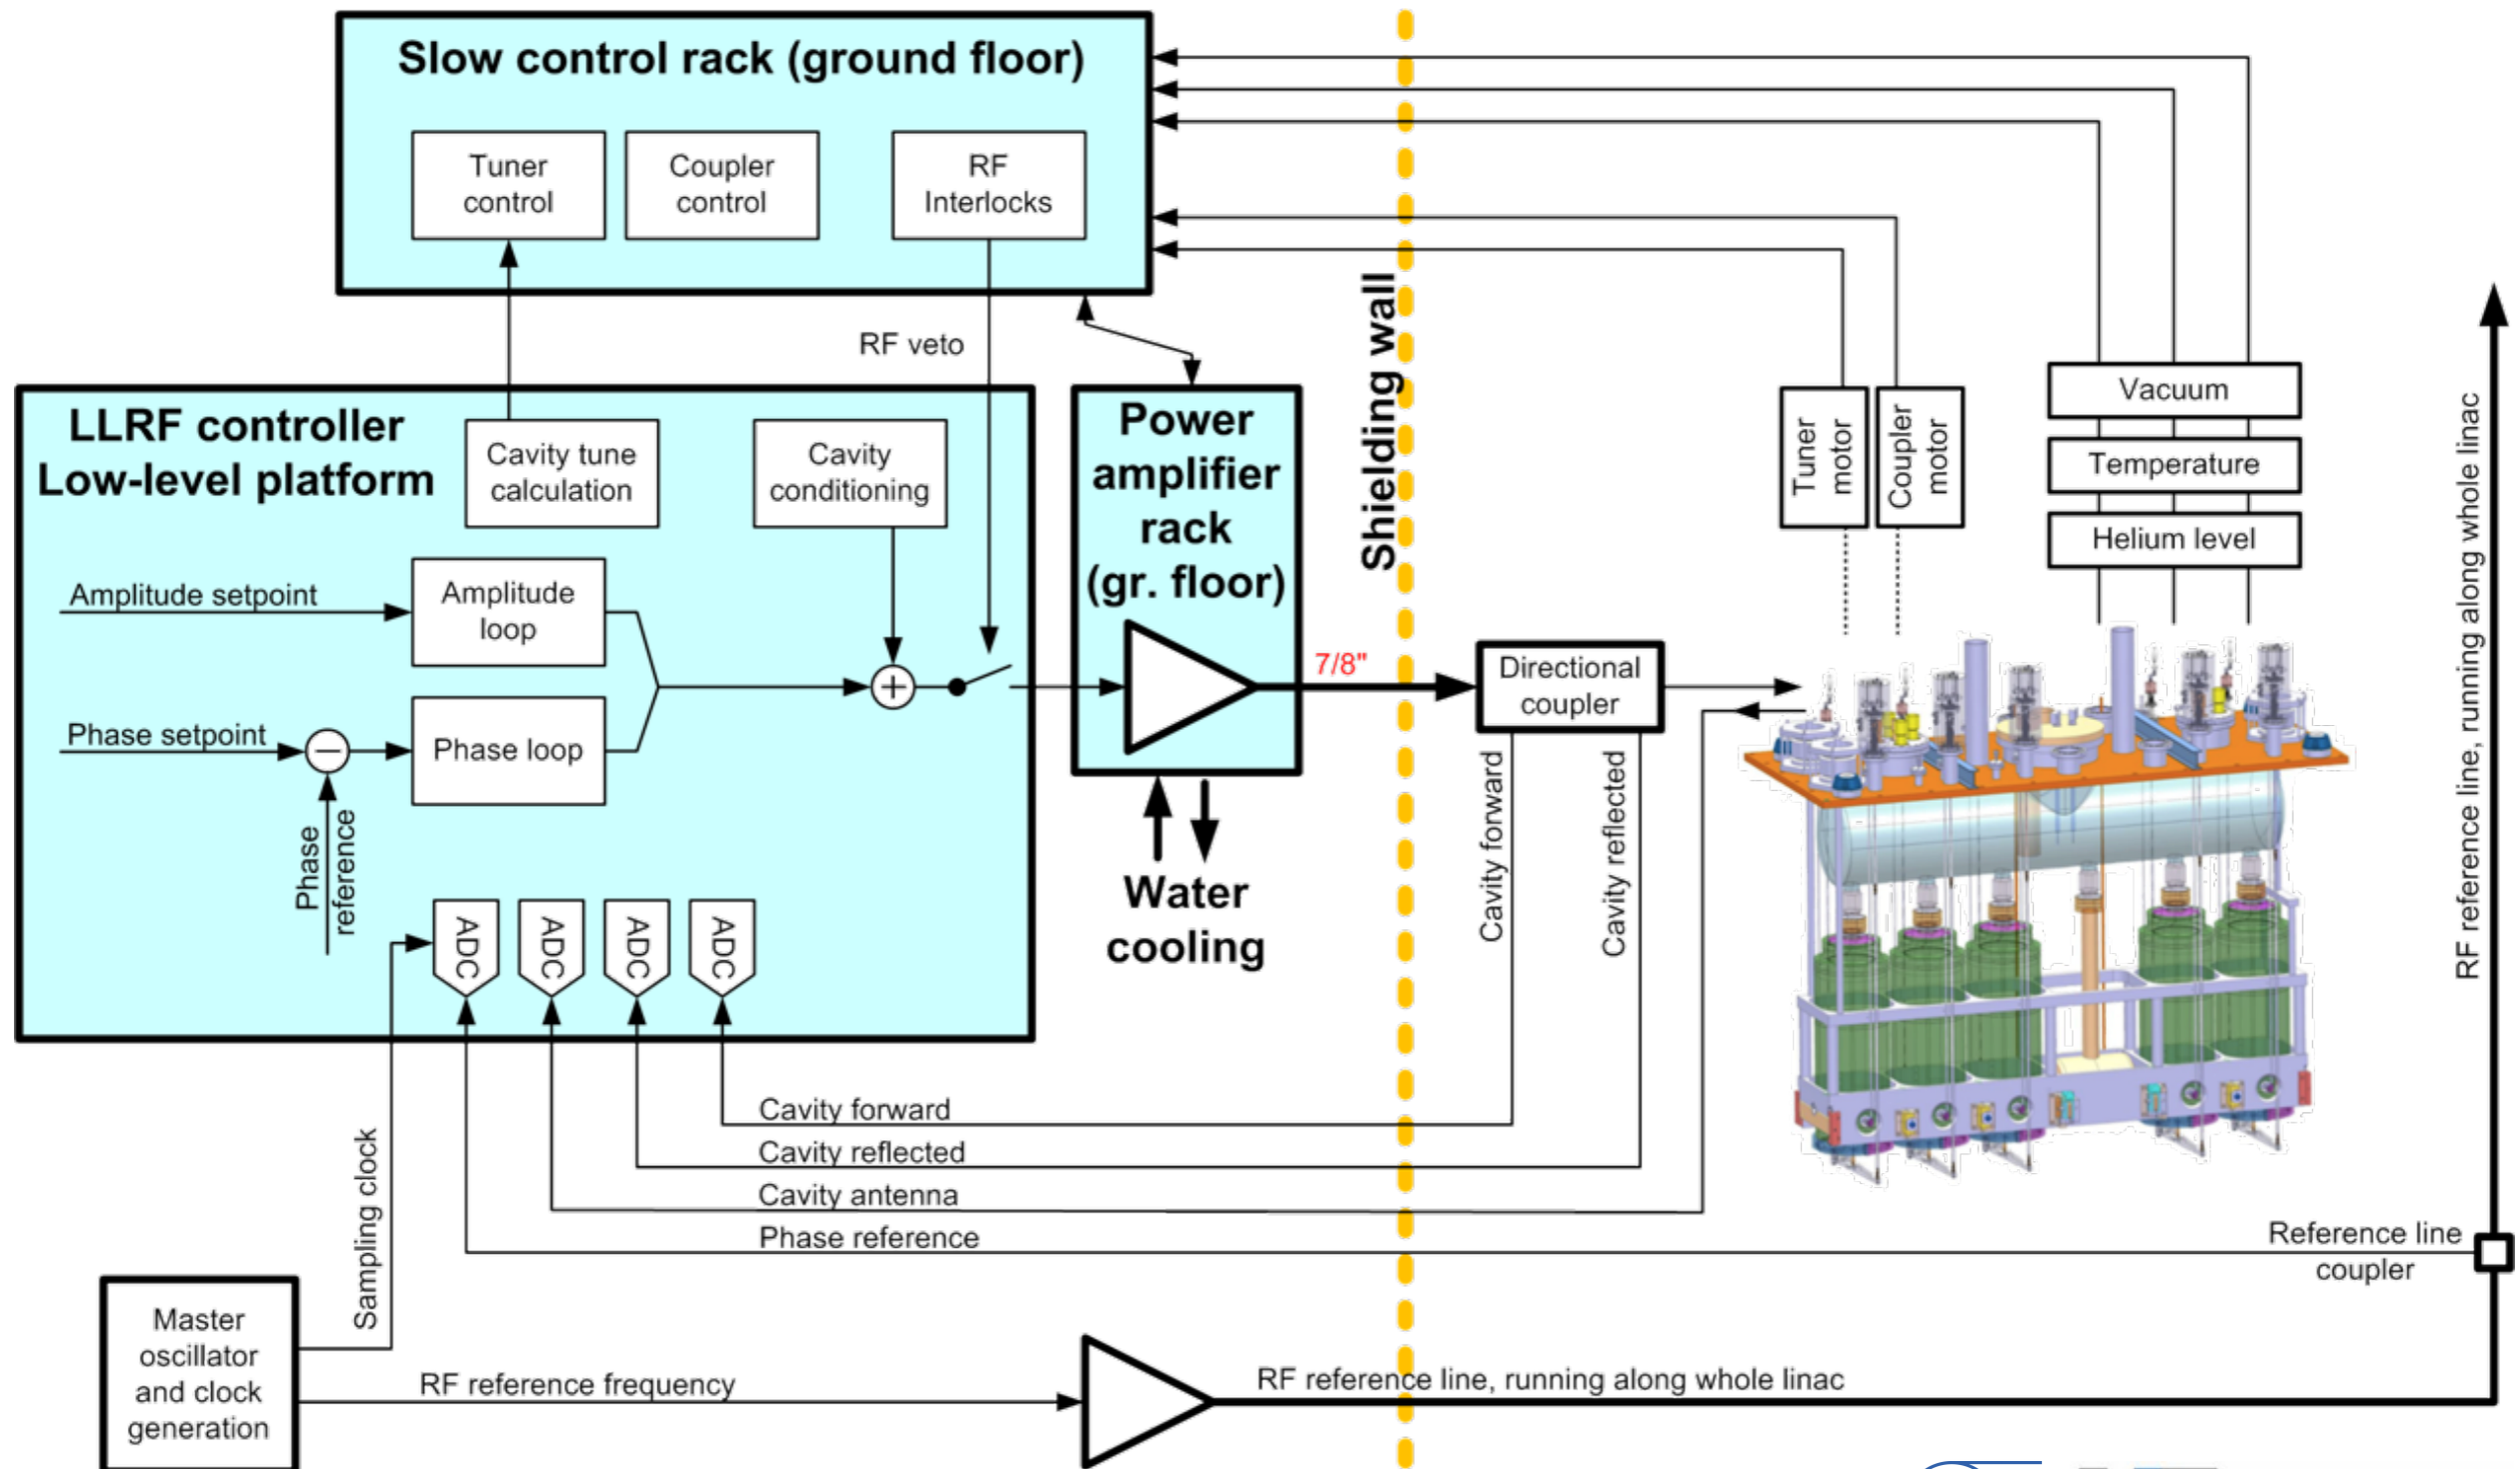 Slow control rack (ground floor)
Tuner
control
Coupler
control
RF
Interlocks
RF veto
LLRF controller
Low-level platform
Cavity tune
calculation
Cavity
conditioning
Amplitude setpoint
Amplitude
loop
Phase setpoint
Phase loop
Phase
reference
ADC
ADC
ADC
ADC
Power
amplifier
rack
(gr. floor)
7/8"
Water
cooling
Shielding wall
Directional
coupler
Cavity forward
Cavity reflected
Tuner
motor
Coupler
motor
Vacuum
Temperature
Helium level
RF reference line, running along whole linac
Cavity forward
Cavity reflected
Cavity antenna
Phase reference
Reference line
coupler
Sampling clock
Master
oscillator
and clock
generation
RF reference frequency
RF reference line, running along whole linac